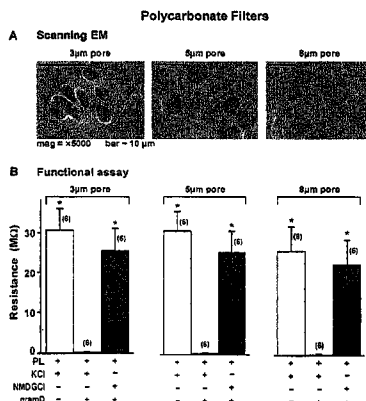 Polycarbonate Filters
A Scanning EM
3µm pore 5µm pore 8µm pore
mag = ×5000 bar ~ 10 µm
B Functional assay
3µm pore 5µm pore 8µm pore
Resistance (MΩ)
30
20
10
0
* (6) (6) * (6)
* (6) (6) * (6)
* (8) (6) * (6)
PL + + + + + + + + +
KCl + + - + + - + + -
NMDGCl - - + - - + - - +
gramD - + + - + + - + +